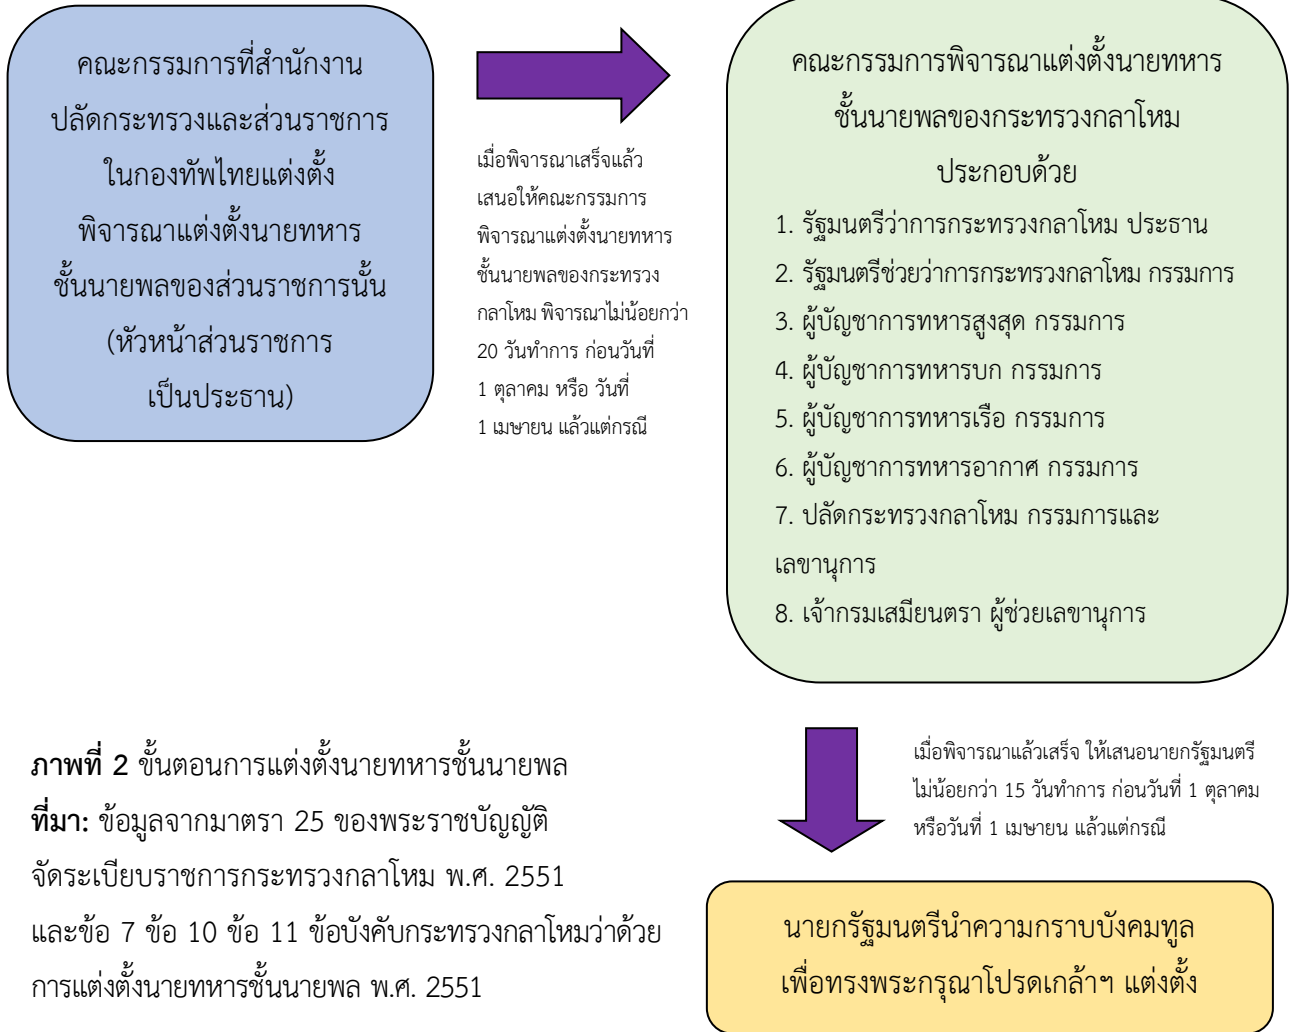 คณะกรรมการที่สำนักงาน
ปลัดกระทรวงและส่วนราชการ
ในกองทัพไทยแต่งตั้ง
พิจารณาแต่งตั้งนายทหาร
ชั้นนายพลของส่วนราชการนั้น
(หัวหน้าส่วนราชการ
เป็นประธาน)
เมื่อพิจารณาเสร็จแล้ว
เสนอให้คณะกรรมการ
พิจารณาแต่งตั้งนายทหาร
ชั้นนายพลของกระทรวง
กลาโหม พิจารณาไม่น้อยกว่า
20 วันทำการ ก่อนวันที่
1 ตุลาคม หรือ วันที่
1 เมษายน แล้วแต่กรณี
คณะกรรมการพิจารณาแต่งตั้งนายทหาร
ชั้นนายพลของกระทรวงกลาโหม
ประกอบด้วย
1. รัฐมนตรีว่าการกระทรวงกลาโหม ประธาน
2. รัฐมนตรีช่วยว่าการกระทรวงกลาโหม กรรมการ
3. ผู้บัญชาการทหารสูงสุด กรรมการ
4. ผู้บัญชาการทหารบก กรรมการ
5. ผู้บัญชาการทหารเรือ กรรมการ
6. ผู้บัญชาการทหารอากาศ กรรมการ
7. ปลัดกระทรวงกลาโหม กรรมการและ
เลขานุการ
8. เจ้ากรมเสมียนตรา ผู้ช่วยเลขานุการ
เมื่อพิจารณาแล้วเสร็จ ให้เสนอนายกรัฐมนตรี
ไม่น้อยกว่า 15 วันทำการ ก่อนวันที่ 1 ตุลาคม
หรือวันที่ 1 เมษายน แล้วแต่กรณี
นายกรัฐมนตรีนำความกราบบังคมทูล
เพื่อทรงพระกรุณาโปรดเกล้าฯ แต่งตั้ง
ภาพที่ 2 ขั้นตอนการแต่งตั้งนายทหารชั้นนายพล
ที่มา: ข้อมูลจากมาตรา 25 ของพระราชบัญญัติ
จัดระเบียบราชการกระทรวงกลาโหม พ.ศ. 2551
และข้อ 7 ข้อ 10 ข้อ 11 ข้อบังคับกระทรวงกลาโหมว่าด้วย
การแต่งตั้งนายทหารชั้นนายพล พ.ศ. 2551